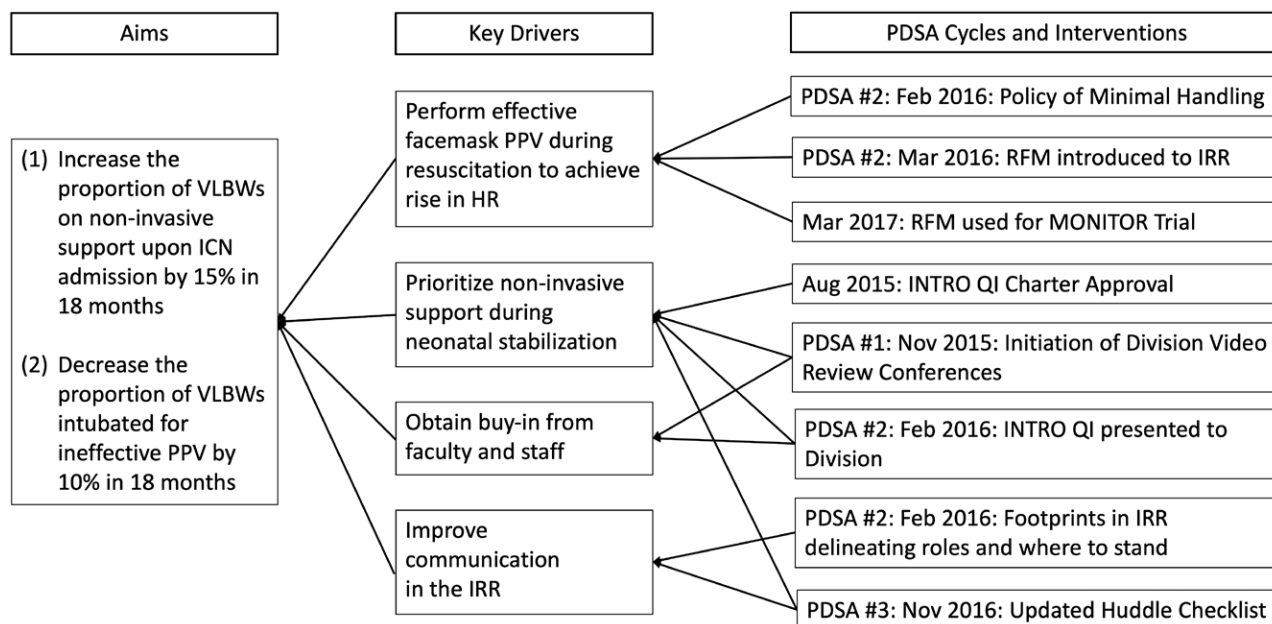 Aims
Key Drivers
PDSA Cycles and Interventions
(1) Increase the
proportion of VLBWs
on non-invasive
support upon ICN
admission by 15% in
18 months
(2) Decrease the
proportion of VLBWs
intubated for
ineffective PPV by
10% in 18 months
Perform effective
facemask PPV during
resuscitation to achieve
rise in HR
Prioritize non-invasive
support during
neonatal stabilization
Obtain buy-in from
faculty and staff
Improve
communication
in the IRR
PDSA #2: Feb 2016: Policy of Minimal Handling
PDSA #2: Mar 2016: RFM introduced to IRR
Mar 2017: RFM used for MONITOR Trial
Aug 2015: INTRO QI Charter Approval
PDSA #1: Nov 2015: Initiation of Division Video
Review Conferences
PDSA #2: Feb 2016: INTRO QI presented to
Division
PDSA #2: Feb 2016: Footprints in IRR
delineating roles and where to stand
PDSA #3: Nov 2016: Updated Huddle Checklist